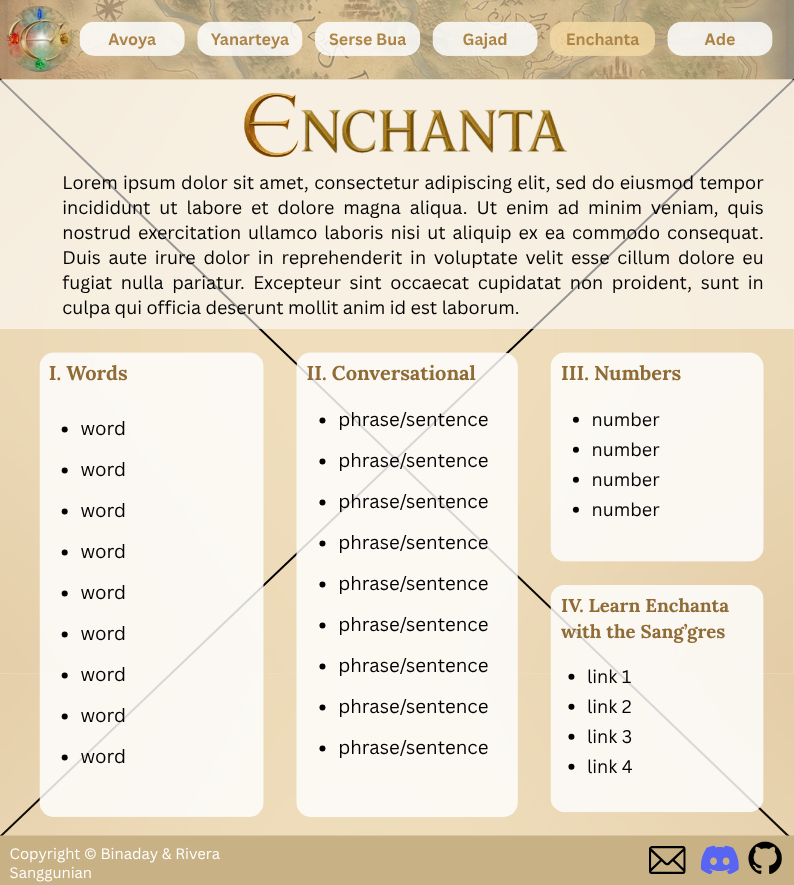 Avoya
Yanarteya
Serse Bua
Gajad
Enchanta
Ade
ENCHANTA
Lorem ipsum dolor sit amet, consectetur adipiscing elit, sed do eiusmod tempor
incididunt ut labore et dolore magna aliqua. Ut enim ad minim veniam, quis
nostrud exercitation ullamco laboris nisi ut aliquip ex ea commodo consequat.
Duis aute irure dolor in reprehenderit in voluptate velit esse cillum dolore eu
fugiat nulla pariatur. Excepteur sint occaecat cupidatat non proident, sunt in
culpa qui officia deserunt mollit anim id est laborum.
I. Words
• word
• word
• word
• word
• word
• word
• word
• word
• word
II. Conversational
• phrase/sentence
• phrase/sentence
• phrase/sentence
• phrase/sentence
• phrase/sentence
• phrase/sentence
• phrase/sentence
• phrase/sentence
• phrase/sentence
III. Numbers
• number
• number
• number
• number
IV. Learn Enchanta
with the Sang’gres
• link 1
• link 2
• link 3
• link 4
Copyright © Binaday & Rivera
Sanggunian